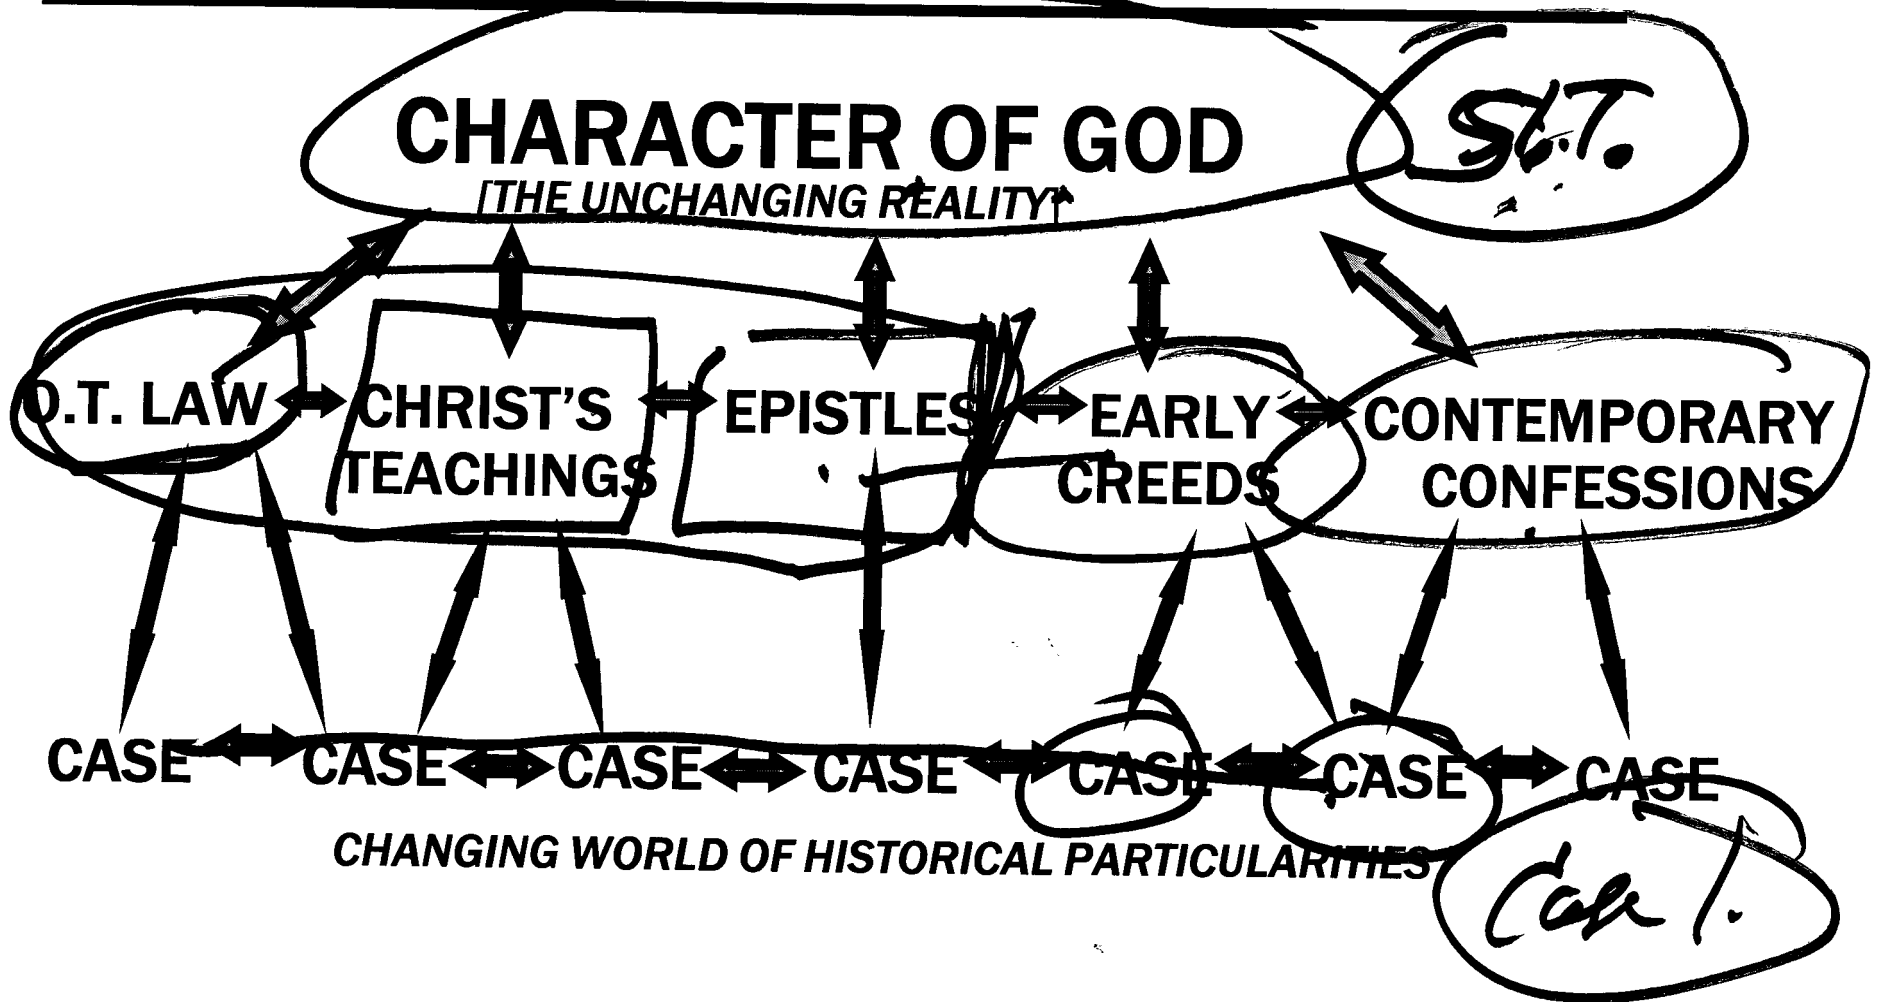 CHARACTER OF GOD
S.T.
[THE UNCHANGING REALITY]
O.T. LAW CHRIST'S TEACHINGS EPISTLES EARLY CREEDS CONTEMPORARY CONFESSIONS
CASE CASE CASE CASE CASE CASE CASE
CHANGING WORLD OF HISTORICAL PARTICULARITIES
Case T.